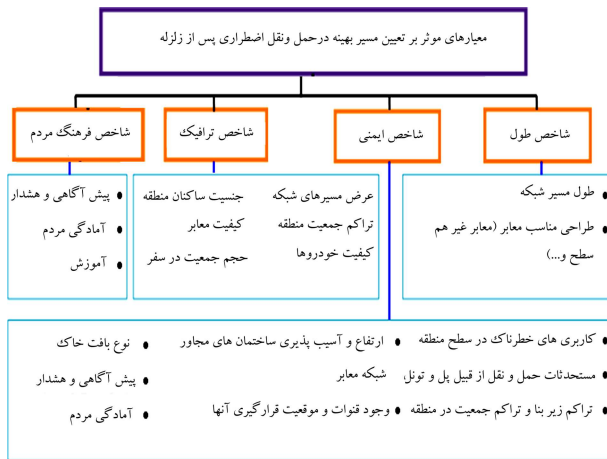 معیارهای موثر بر تعیین مسیر بهینه درحمل ونقل اضطراری پس از زلزله
شاخص طول
شاخص ایمنی
شاخص ترافیک
شاخص فرهنگ مردم
● طول مسیر شبکه
● طراحی مناسب معابر (معابر غیر هم
سطح و...)
عرض مسیرهای شبکه
تراکم جمعیت منطقه
کیفیت خودروها
جنسیت ساکنان منطقه
کیفیت معابر
حجم جمعیت در سفر
● پیش آگاهی و هشدار
● آمادگی مردم
● آموزش
● کاربری های خطرناک در سطح منطقه
● مستحدثات حمل و نقل از قبیل پل و تونل،
● تراکم زیر بنا و تراکم جمعیت در منطقه
● ارتفاع و آسیب پذیری ساختمان های مجاور
شبکه معابر
● وجود قنوات و موقعیت قرارگیری آنها
● نوع بافت خاک
● پیش آگاهی و هشدار
● آمادگی مردم